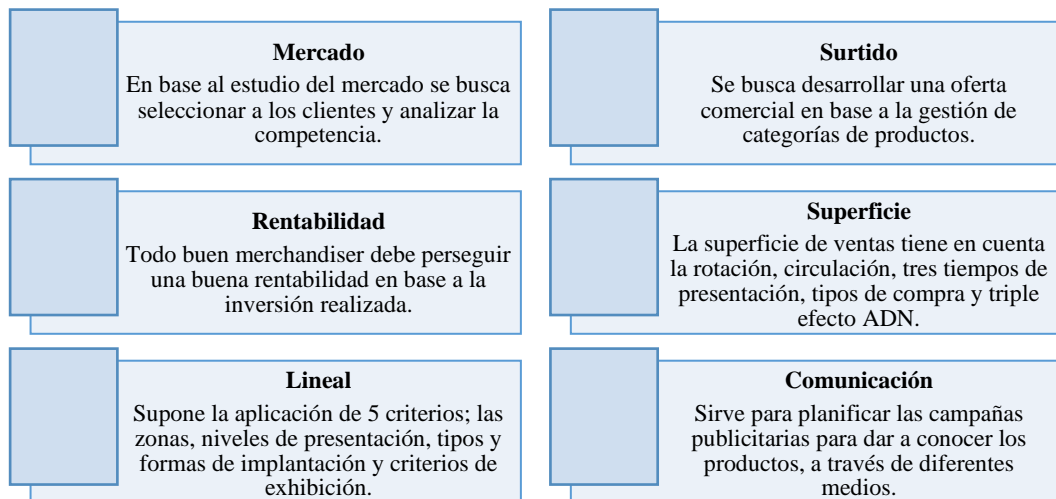 Mercado
En base al estudio del mercado se busca
seleccionar a los clientes y analizar la
competencia.
Surtido
Se busca desarrollar una oferta
comercial en base a la gestión de
categorías de productos.
Rentabilidad
Todo buen merchandiser debe perseguir
una buena rentabilidad en base a la
inversión realizada.
Superficie
La superficie de ventas tiene en cuenta
la rotación, circulación, tres tiempos de
presentación, tipos de compra y triple
efecto ADN.
Lineal
Supone la aplicación de 5 criterios; las
zonas, niveles de presentación, tipos y
formas de implantación y criterios de
exhibición.
Comunicación
Sirve para planificar las campañas
publicitarias para dar a conocer los
productos, a través de diferentes
medios.